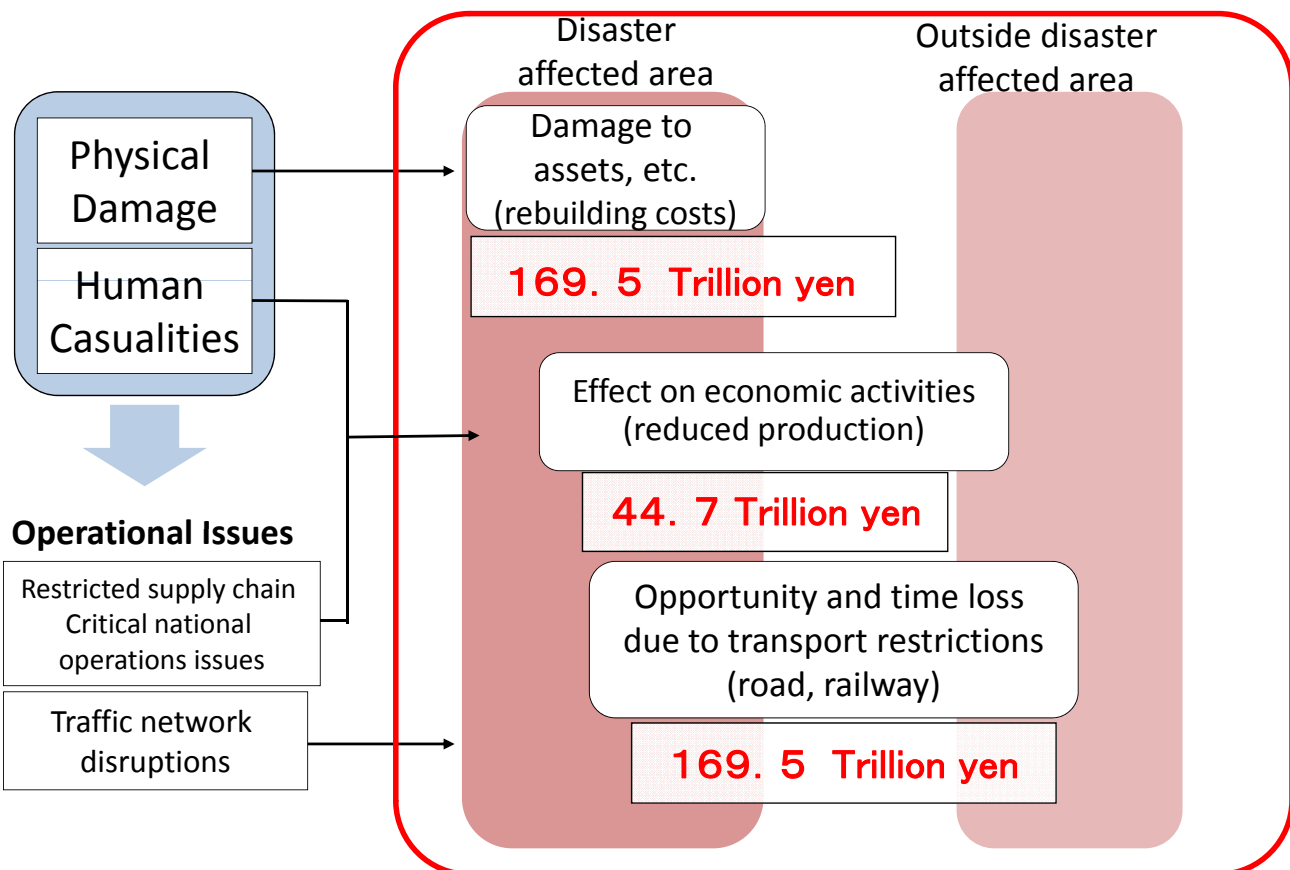 Disaster
affected area
Outside disaster
affected area
Physical
Damage
Human
Casualities
Operational Issues
Restricted supply chain
Critical national
operations issues
Traffic network
disruptions
Damage to
assets, etc.
(rebuilding costs)
１６９．５ Trillion yen
Effect on economic activities
(reduced production)
４４．７ Trillion yen
Opportunity and time loss
due to transport restrictions
(road, railway)
１６９．５ Trillion yen